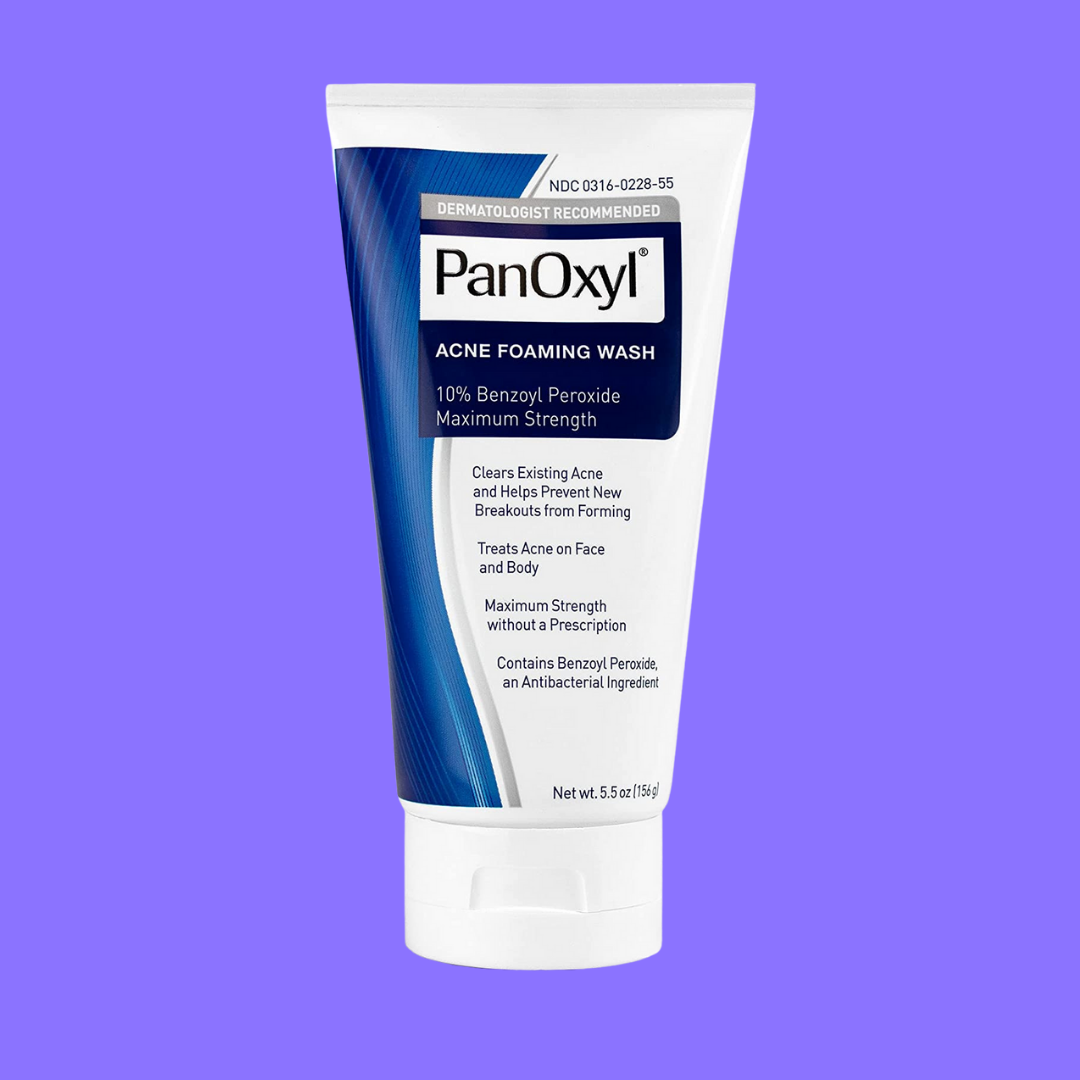 NDC 0316-0228-55
DERMATOLOGIST RECOMMENDED
PanOxyl®
ACNE FOAMING WASH
10% Benzoyl Peroxide
Maximum Strength
Clears Existing Acne
and Helps Prevent New
Breakouts from Forming
Treats Acne on Face
and Body
Maximum Strength
without a Prescription
Contains Benzoyl Peroxide,
an Antibacterial Ingredient
Net wt. 5.5 oz (156 g)